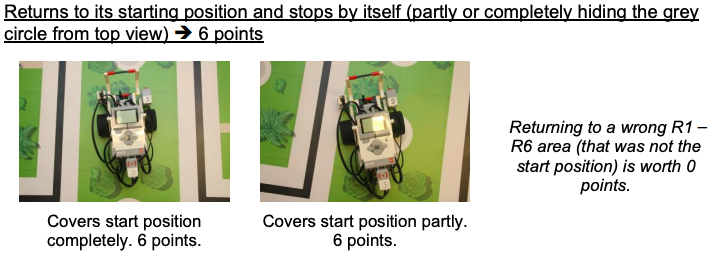 Returns to its starting position and stops by itself (partly or completely hiding the grey
circle from top view) ➔ 6 points
Covers start position
completely. 6 points.
Covers start position partly.
6 points.
Returning to a wrong R1 –
R6 area (that was not the
start position) is worth 0
points.